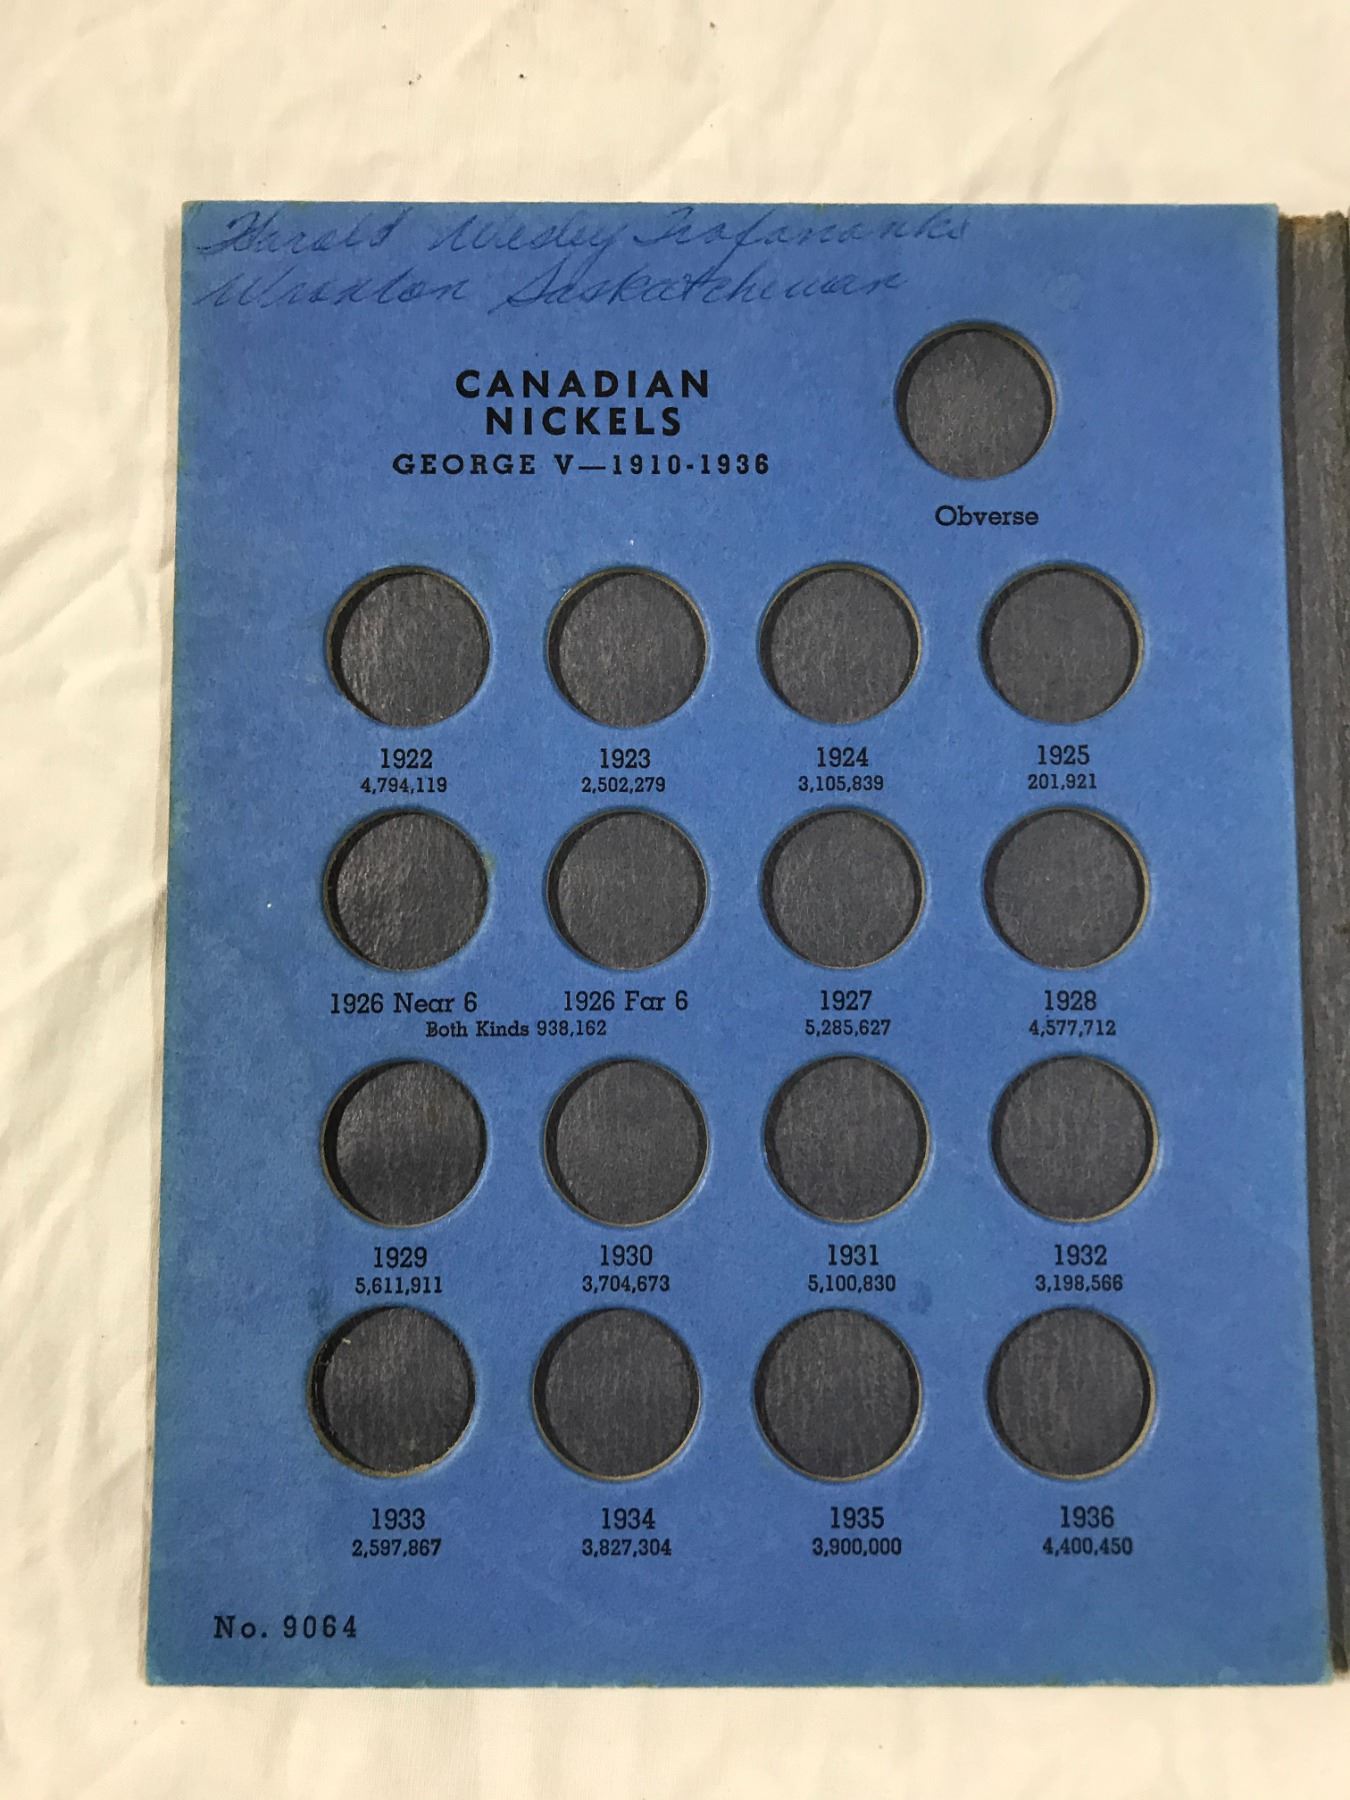 Harold Wesley
Wroxton Saskatchewan
CANADIAN
NICKELS
GEORGE V—1910-1936
Obverse
1922 1923 1924 1925
4,794,119 2,502,279 3,105,839 201,921
1926 Near 6 1926 Far 6 1927 1928
Both Kinds 938,162 5,285,627 4,577,712
1929 1930 1931 1932
5,611,911 3,704,673 5,100,830 3,198,566
1933 1934 1935 1936
2,597,867 3,827,304 3,900,000 4,400,450
No. 9064